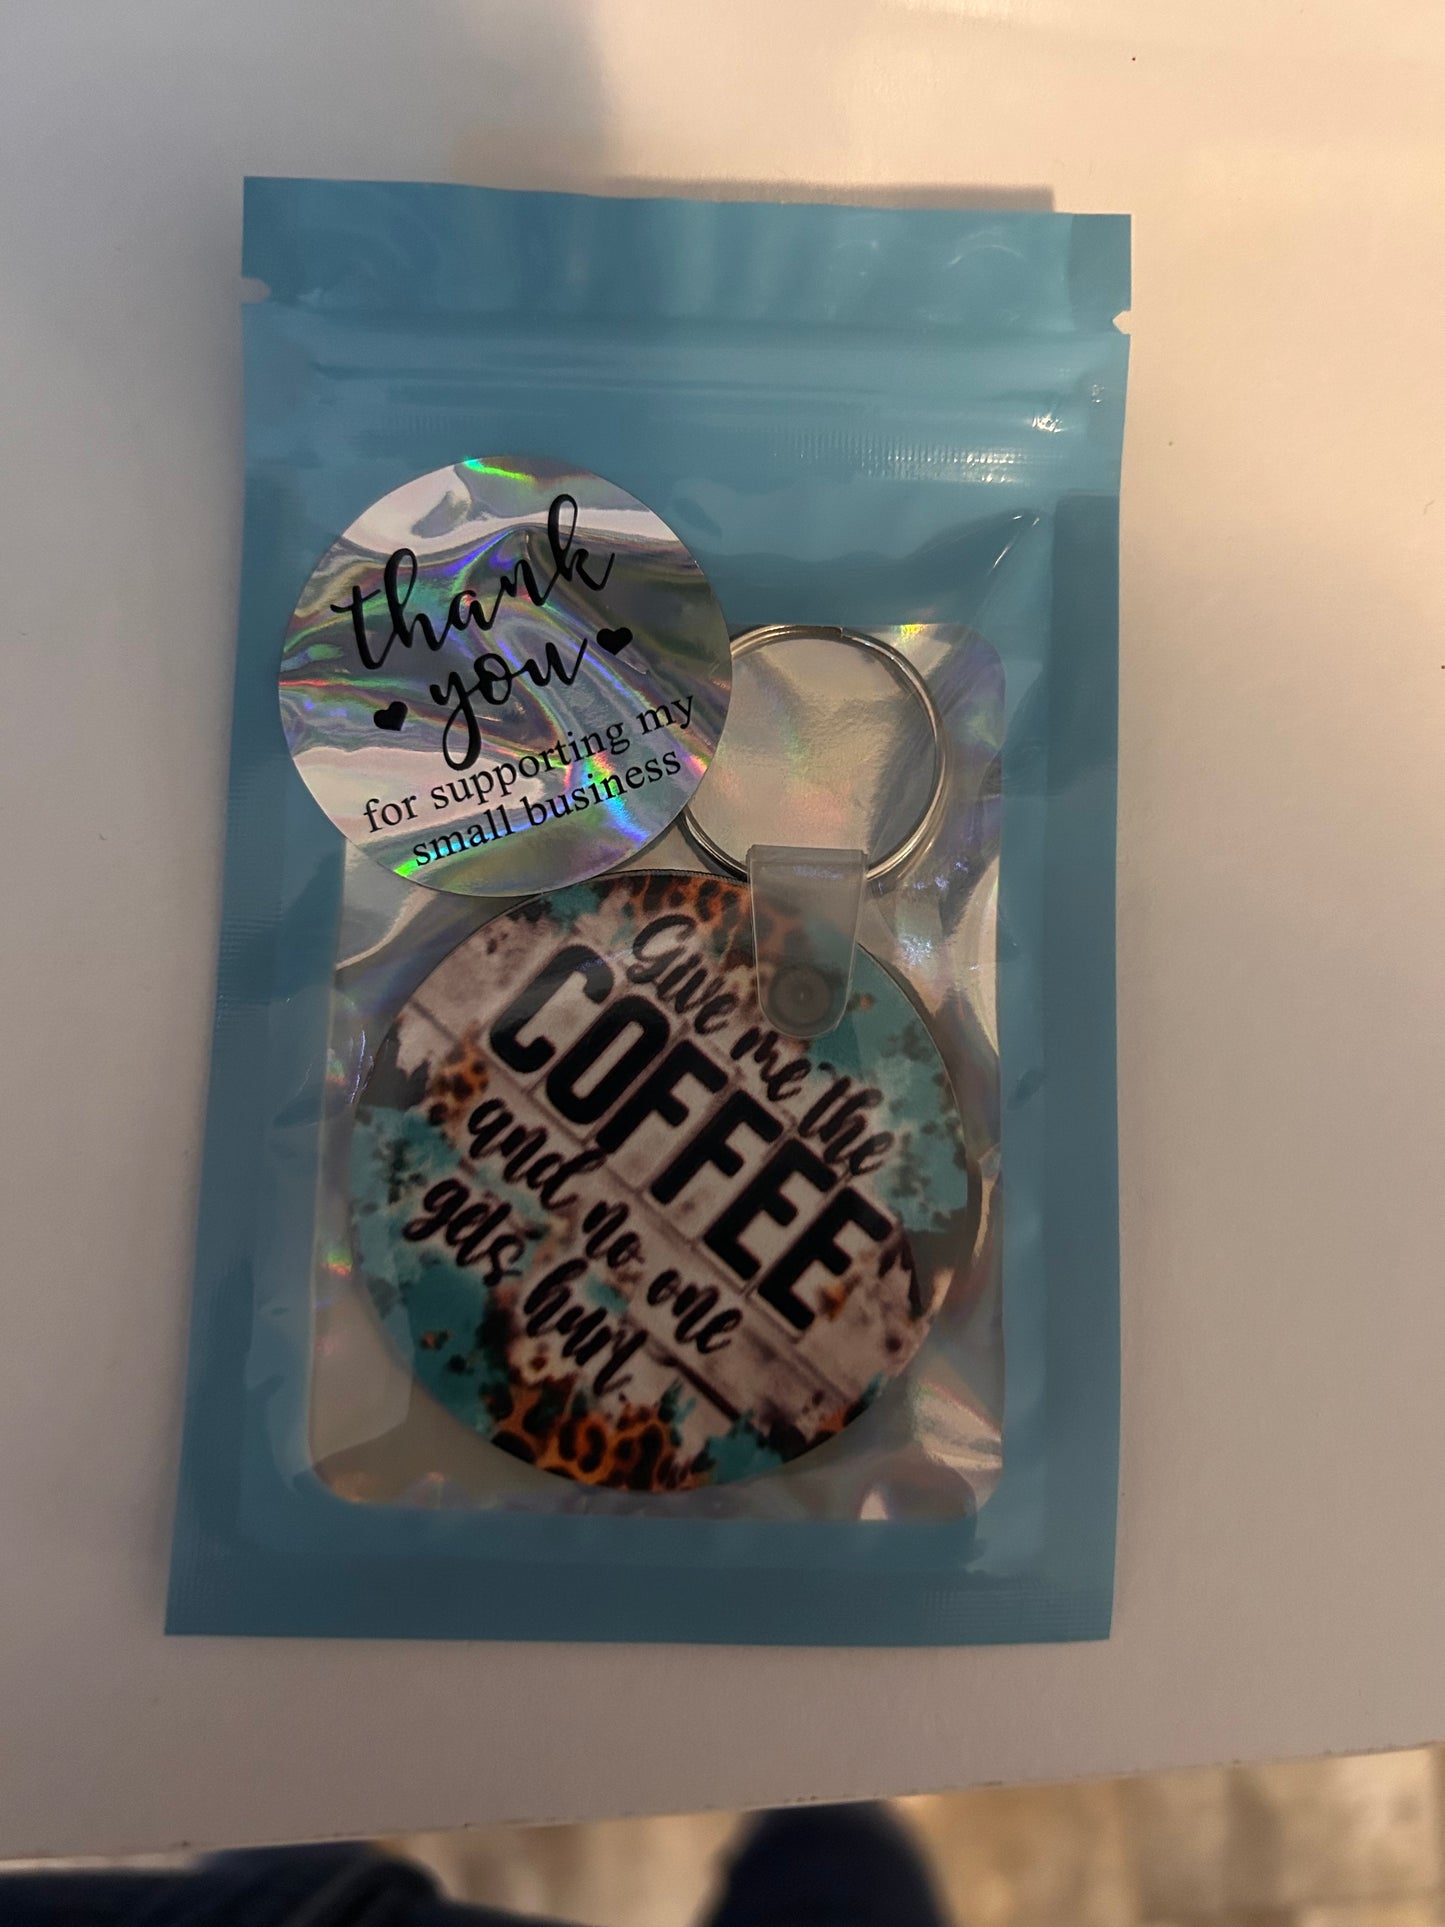 thank
you
for supporting my
small business
Give me the
COFFEE
and no one
gets hurt.